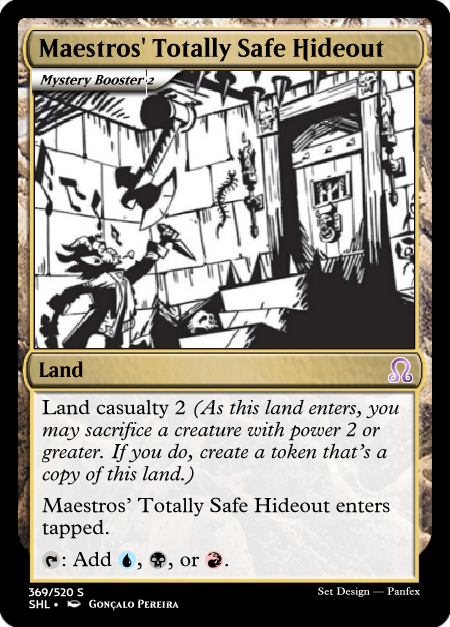 Maestros' Totally Safe Hideout
Mystery Booster 2
Land
Land casualty 2 (As this land enters, you
may sacrifice a creature with power 2 or
greater. If you do, create a token that's a
copy of this land.)
Maestros' Totally Safe Hideout enters
tapped.
: Add , , or .
369/520 S
Set Design — Panfex
SHL • Gonçalo Pereira